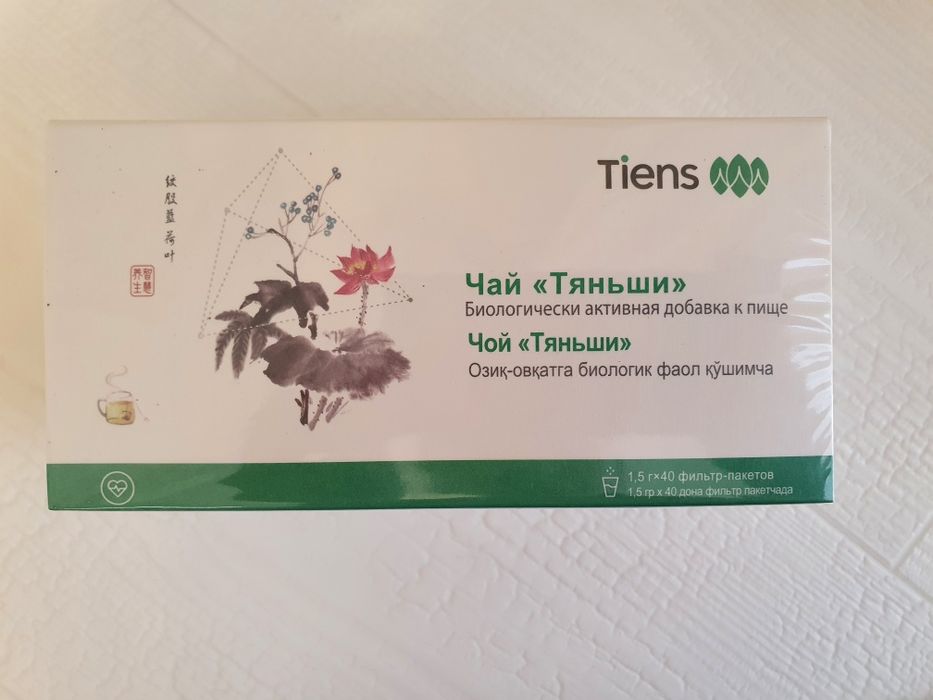 绞股蓝 荷叶
智慧
养生
Tiens
Чай «Тяньши»
Биологически активная добавка к пище
Чой «Тяньши»
Озиқ-овқатга биологик фаол қўшимча
1,5 г×40 фильтр-пакетов
1,5 гр х 40 дона фильтр пакетчада